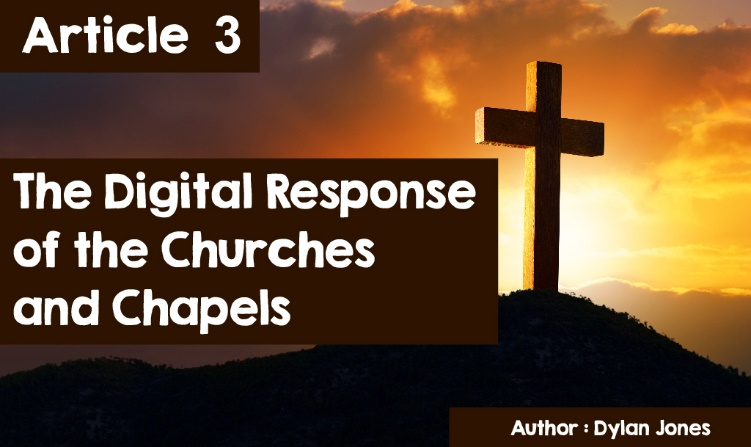 Article 3
The Digital Response
of the Churches
and Chapels
Author : Dylan Jones